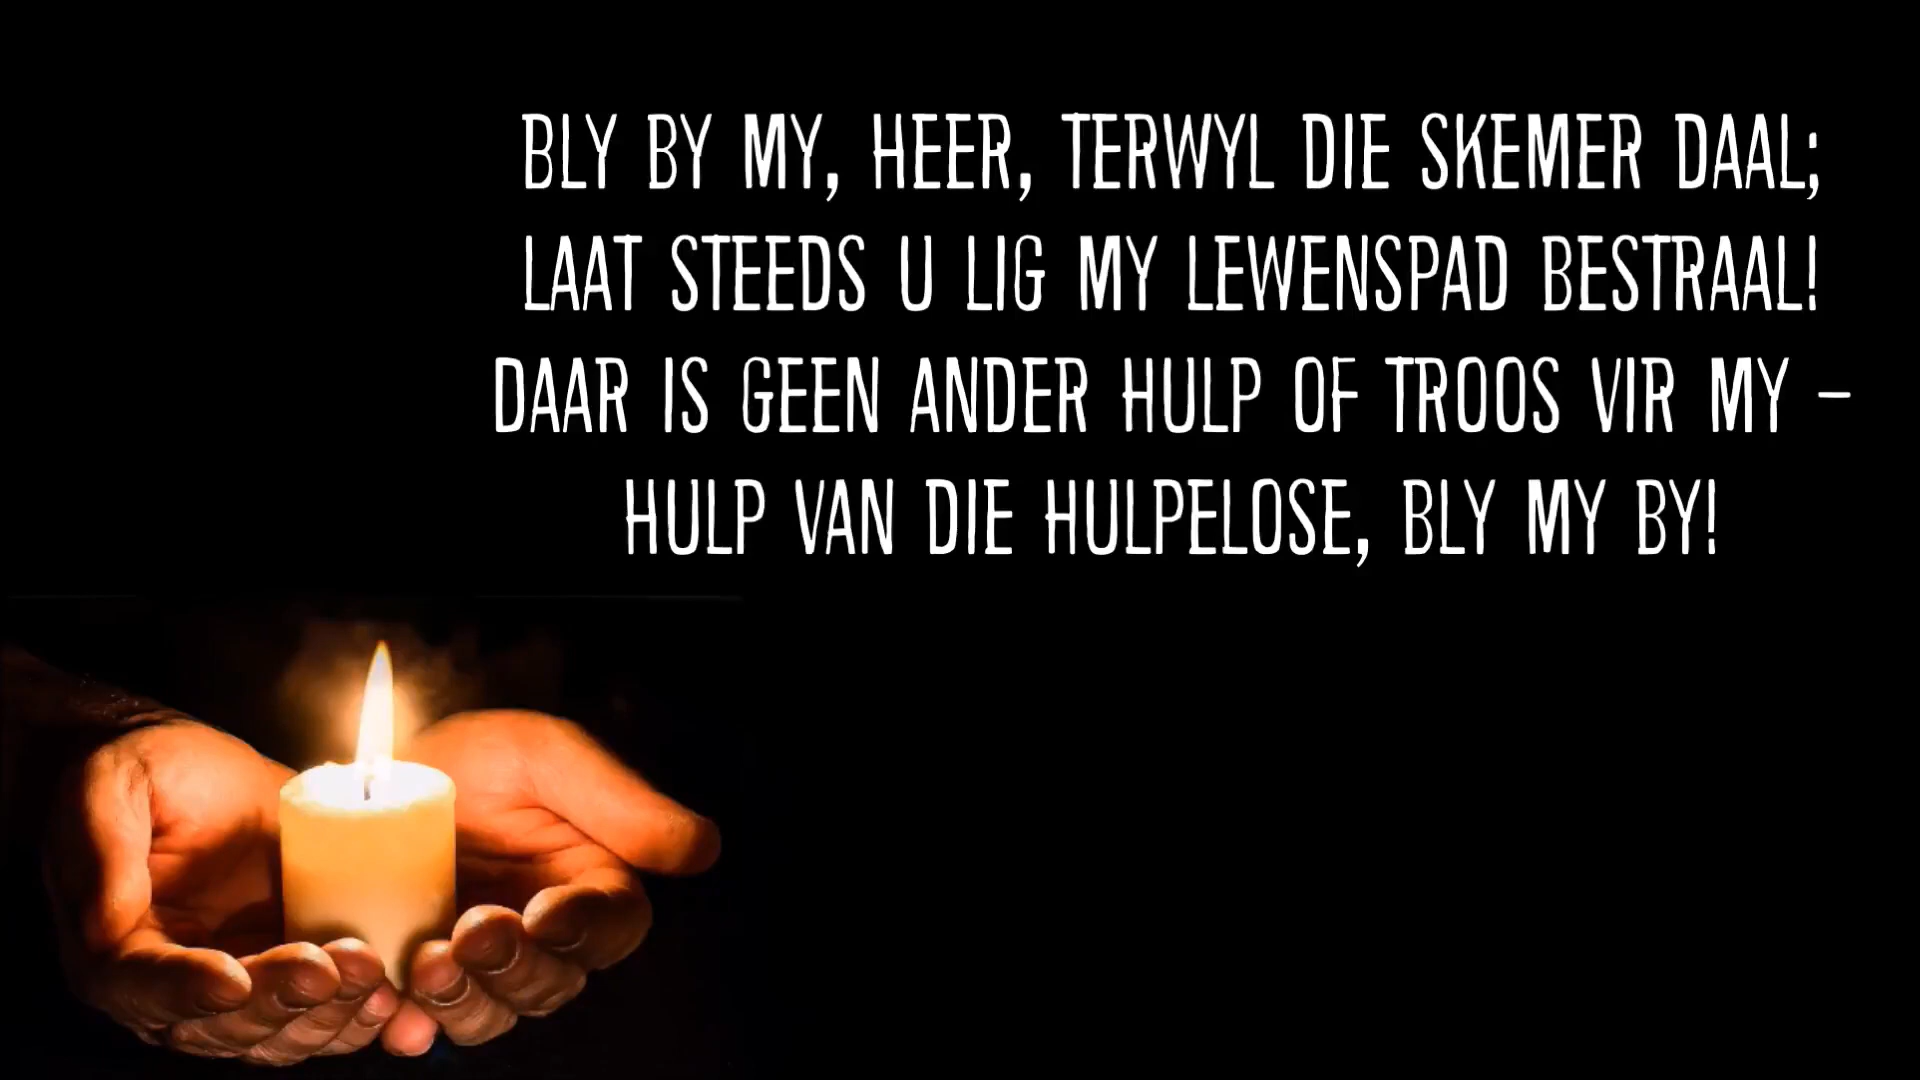 BLY BY MY, HEER, TERWYL DIE SKEMER DAAL;
LAAT STEEDS U LIG MY LEWENSPAD BESTRAAL!
DAAR IS GEEN ANDER HULP OF TROOS VIR MY –
HULP VAN DIE HULPELOSE, BLY MY BY!